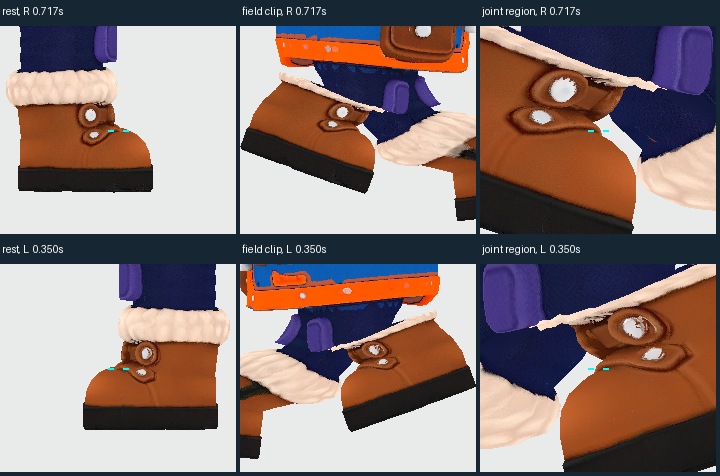 rest, R 0.717s
field clip, R 0.717s
joint region, R 0.717s
rest, L 0.350s
field clip, L 0.350s
joint region, L 0.350s